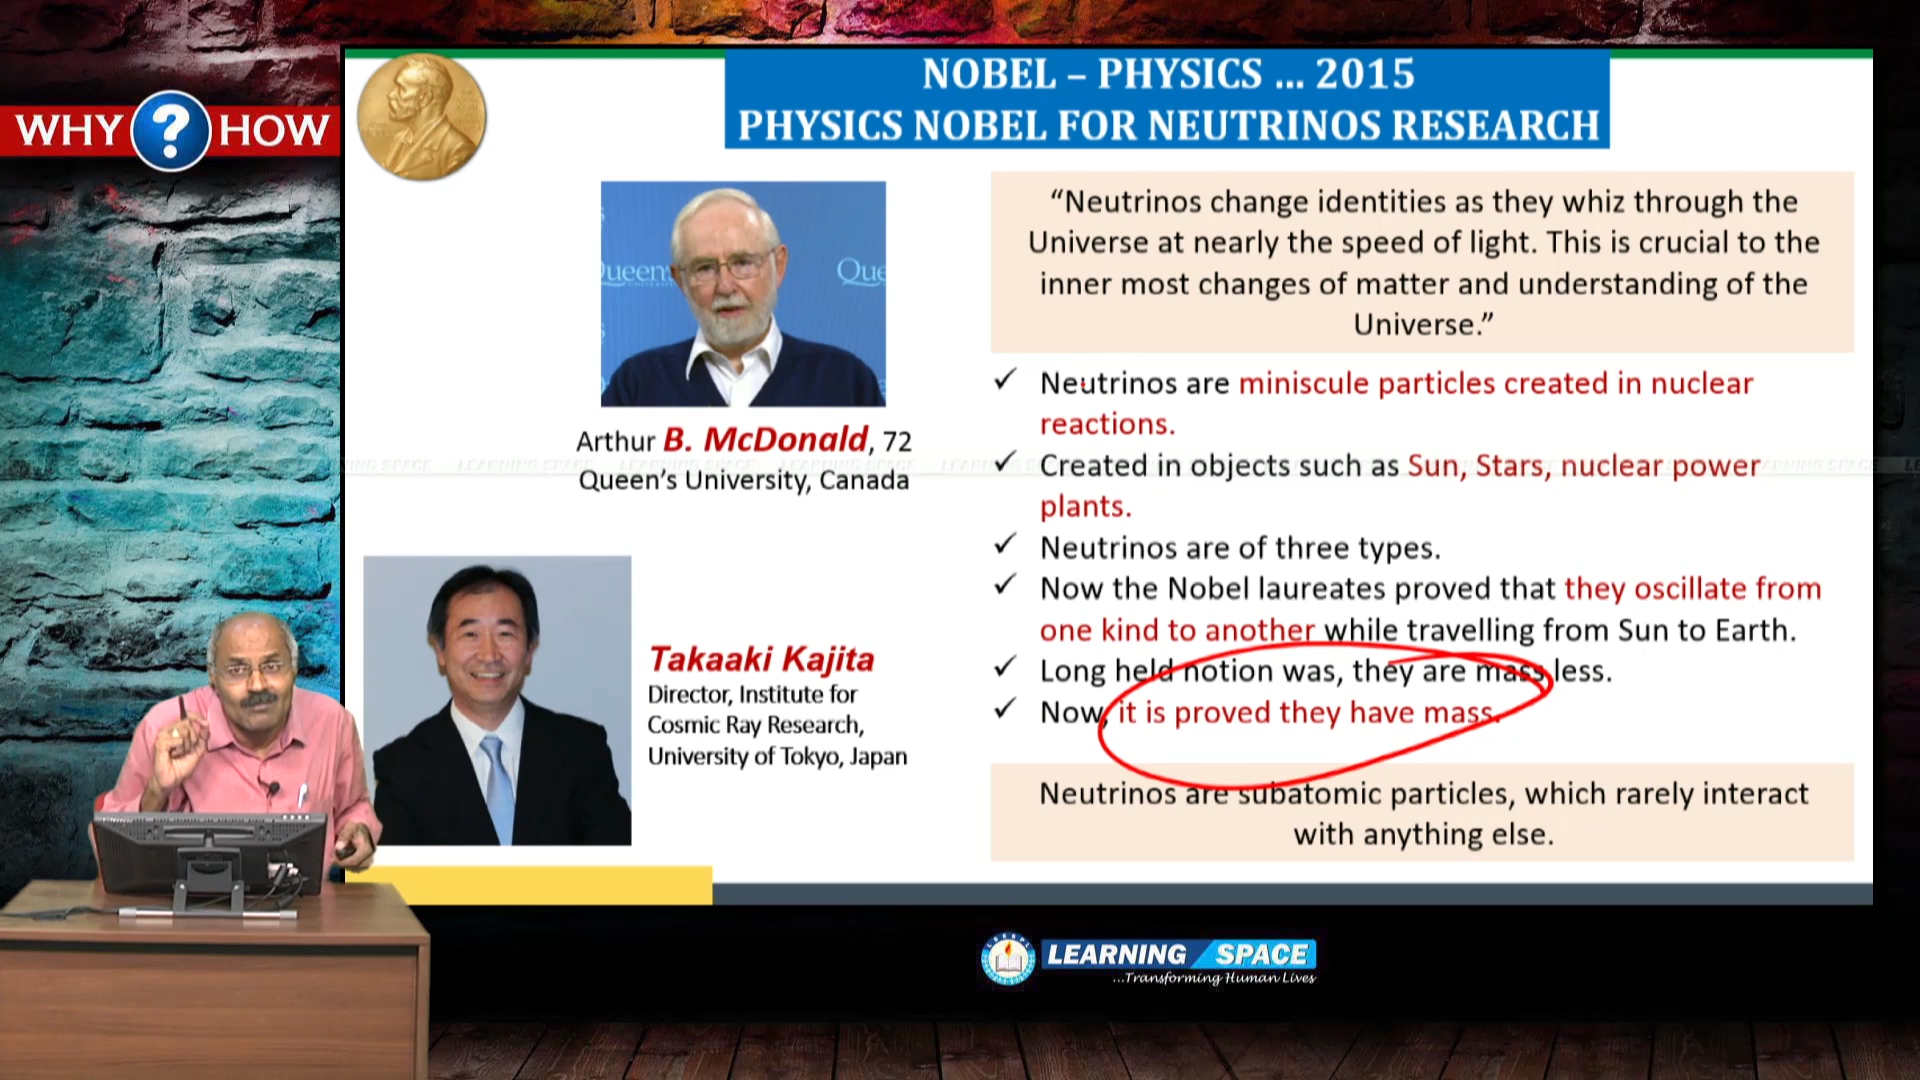 WHY ? HOW
NOBEL – PHYSICS ... 2015
PHYSICS NOBEL FOR NEUTRINOS RESEARCH
Queen's
Que
Arthur B. McDonald, 72
Queen's University, Canada
Takaaki Kajita
Director, Institute for
Cosmic Ray Research,
University of Tokyo, Japan
“Neutrinos change identities as they whiz through the
Universe at nearly the speed of light. This is crucial to the
inner most changes of matter and understanding of the
Universe.”
✓ Neutrinos are miniscule particles created in nuclear
reactions.
✓ Created in objects such as Sun, Stars, nuclear power
plants.
✓ Neutrinos are of three types.
✓ Now the Nobel laureates proved that they oscillate from
one kind to another while travelling from Sun to Earth.
✓ Long held notion was, they are mass less.
✓ Now, it is proved they have mass.
Neutrinos are subatomic particles, which rarely interact
with anything else.
LEARNING SPACE
...Transforming Human Lives